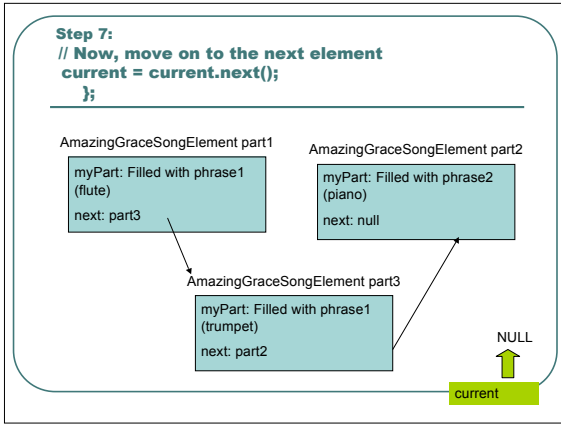 Step 7:
// Now, move on to the next element
current = current.next();
};
AmazingGraceSongElement part1
myPart: Filled with phrase1
(flute)
next: part3
AmazingGraceSongElement part2
myPart: Filled with phrase2
(piano)
next: null
AmazingGraceSongElement part3
myPart: Filled with phrase1
(trumpet)
next: part2
NULL
current